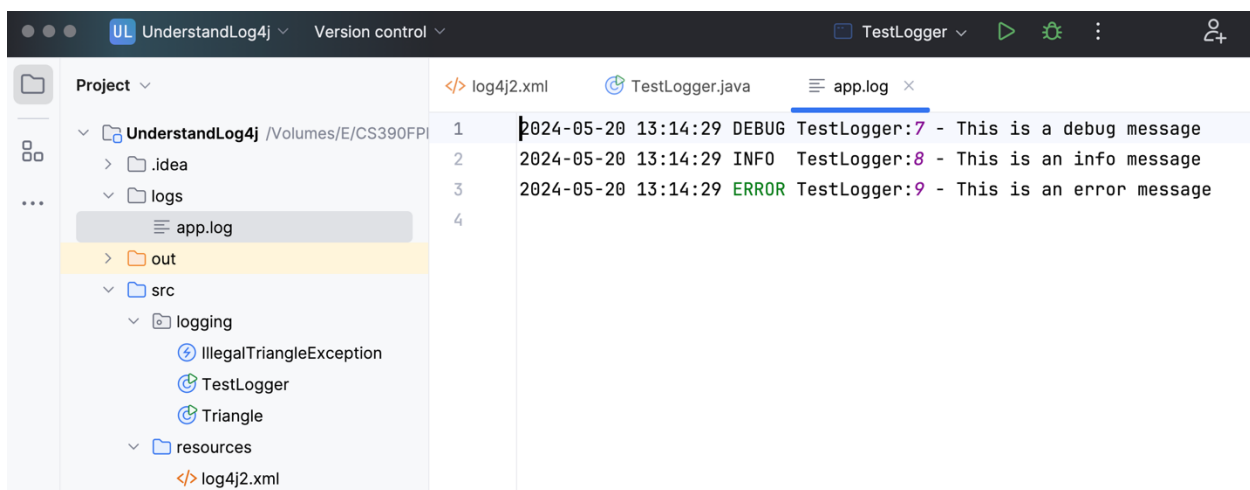 UL UnderstandLog4j Version control TestLogger
Project
log4j2.xml TestLogger.java app.log
UnderstandLog4j /Volumes/E/CS390FPI
.idea
logs
app.log
out
src
logging
IllegalTriangleException
TestLogger
Triangle
resources
log4j2.xml
1 2024-05-20 13:14:29 DEBUG TestLogger:7 - This is a debug message
2 2024-05-20 13:14:29 INFO TestLogger:8 - This is an info message
3 2024-05-20 13:14:29 ERROR TestLogger:9 - This is an error message
4